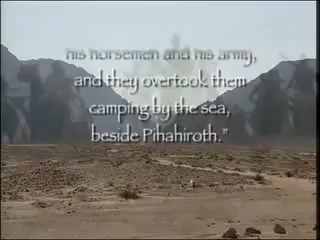 his horsemen and his army,
and they overtook them
camping by the sea,
beside Pihahiroth."